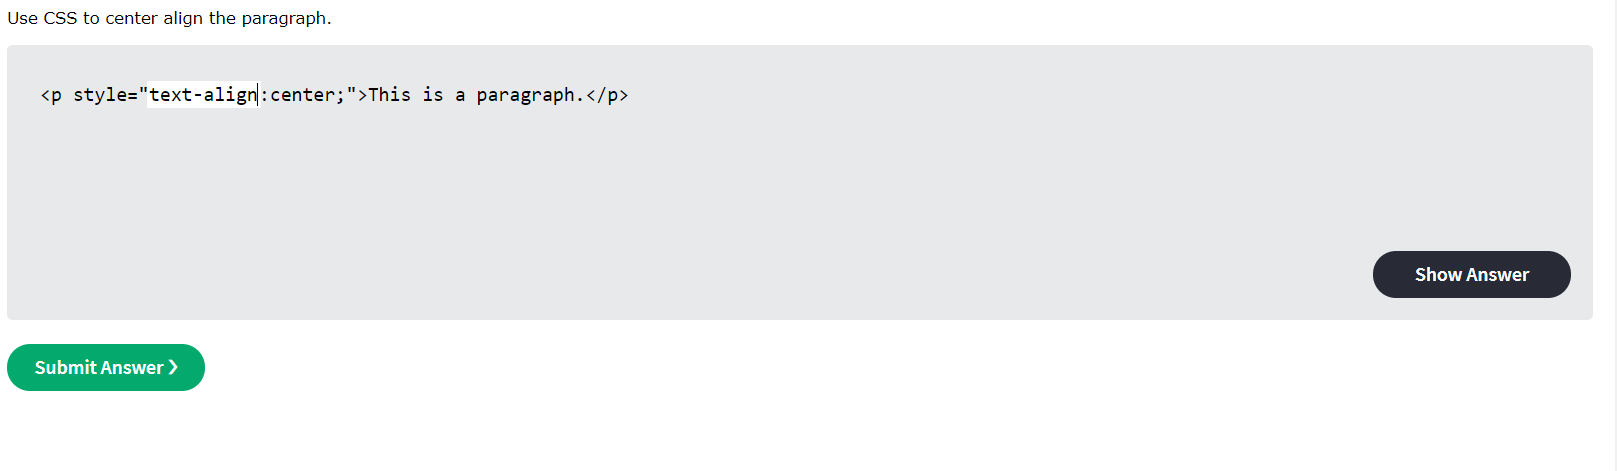 Use CSS to center align the paragraph.
<p style="text-align:center;">This is a paragraph.</p>
Show Answer
Submit Answer ❯